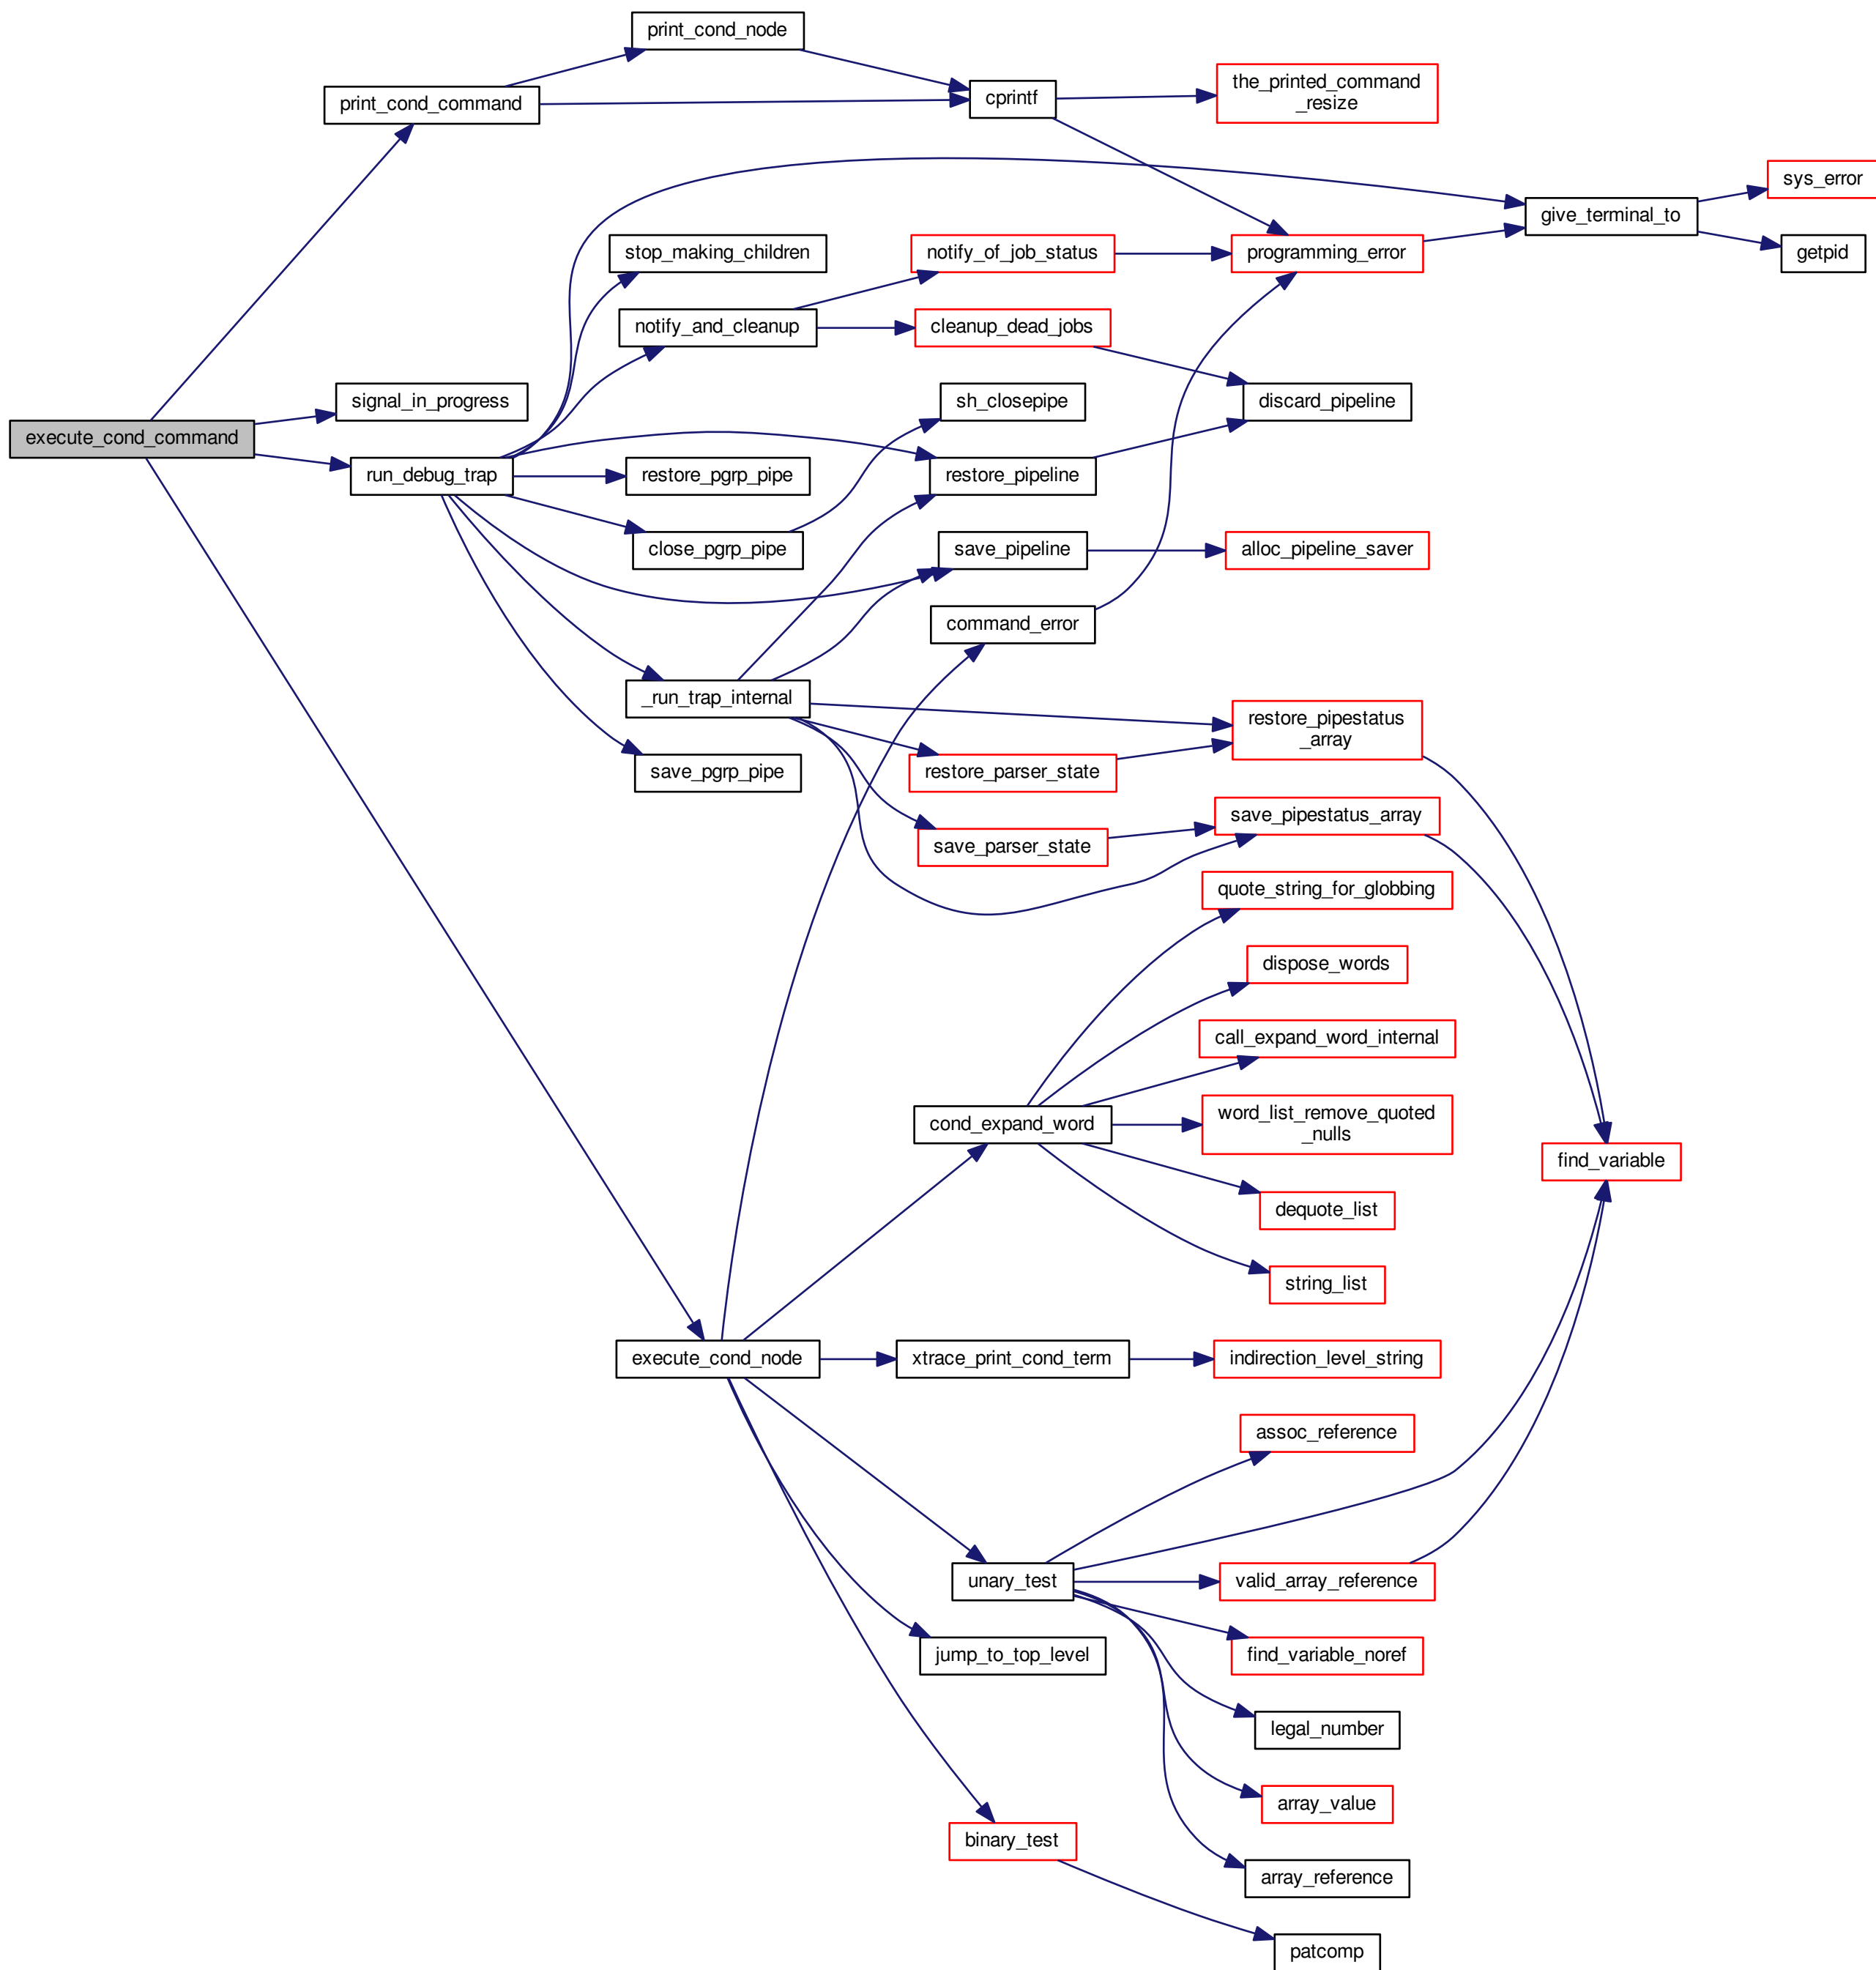 print_cond_node
print_cond_command
cprintf
the_printed_command
_resize
sys_error
give_terminal_to
getpid
stop_making_children
notify_of_job_status
programming_error
notify_and_cleanup
cleanup_dead_jobs
signal_in_progress
sh_closepipe
discard_pipeline
execute_cond_command
run_debug_trap
restore_pgrp_pipe
restore_pipeline
close_pgrp_pipe
save_pipeline
alloc_pipeline_saver
command_error
_run_trap_internal
restore_pipestatus
_array
save_pgrp_pipe
restore_parser_state
save_pipestatus_array
save_parser_state
quote_string_for_globbing
dispose_words
call_expand_word_internal
cond_expand_word
word_list_remove_quoted
_nulls
find_variable
dequote_list
string_list
execute_cond_node
xtrace_print_cond_term
indirection_level_string
assoc_reference
unary_test
valid_array_reference
jump_to_top_level
find_variable_noref
legal_number
array_value
binary_test
array_reference
patcomp